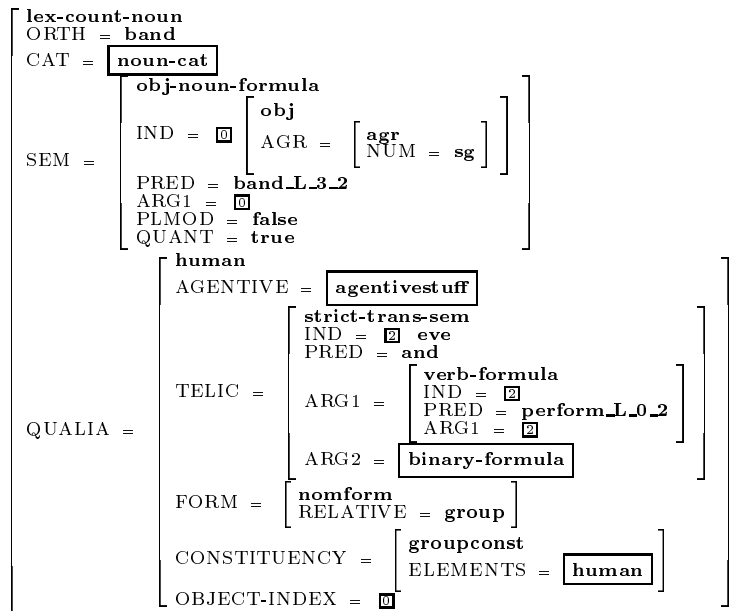 lex-count-noun
ORTH = band
CAT = noun-cat
obj-noun-formula
obj
IND = 0
AGR = agr
NUM = sg
SEM =
PRED = band_L_3_2
ARG1 = 0
PLMOD = false
QUANT = true
human
AGENTIVE = agentivestuff
strict-trans-sem
IND = 2 eve
PRED = and
verb-formula
TELIC =
IND = 2
ARG1 =
PRED = perform_L_0_2
ARG1 = 2
QUALIA =
ARG2 = binary-formula
nomform
FORM =
RELATIVE = group
groupconst
CONSTITUENCY =
ELEMENTS = human
OBJECT-INDEX = 0